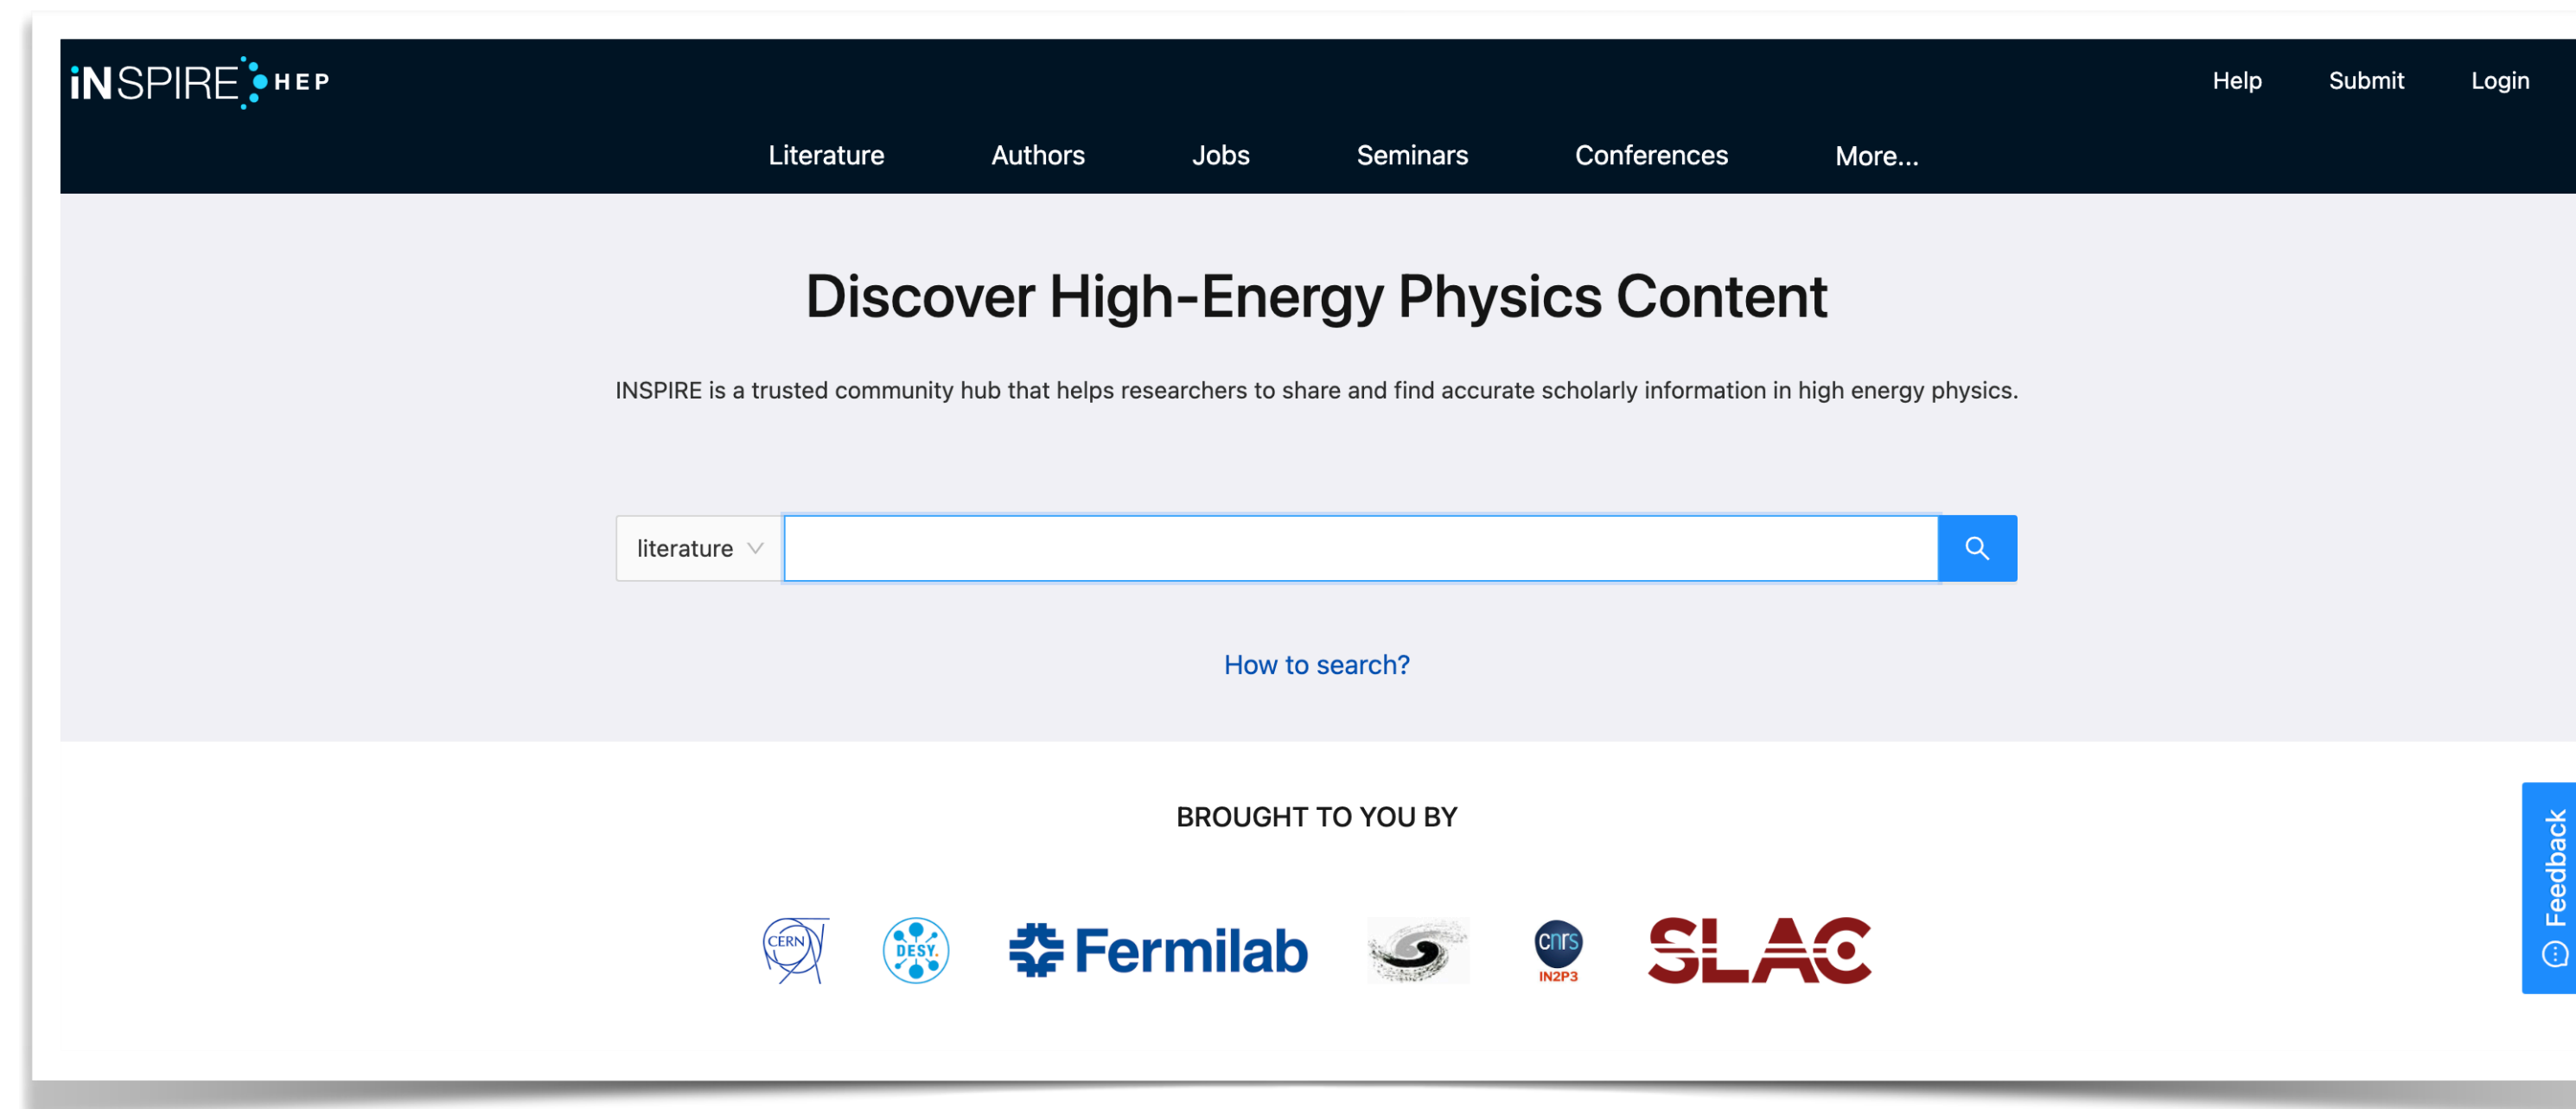 iNSPIRE HEP
Help Submit Login
Literature Authors Jobs Seminars Conferences More...
Discover High-Energy Physics Content
INSPIRE is a trusted community hub that helps researchers to share and find accurate scholarly information in high energy physics.
literature
How to search?
BROUGHT TO YOU BY
Feedback
CERN DESY. Fermilab cnrs SLAC
IN2P3